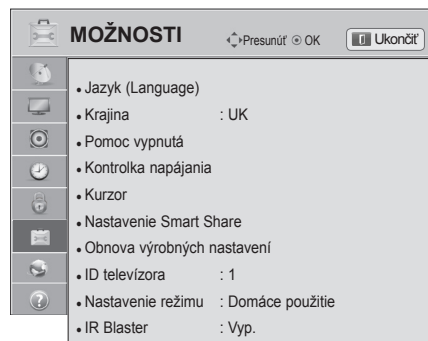 MOŽNOSTI Presunúť OK Ukončiť
• Jazyk (Language)
• Krajina : UK
• Pomoc vypnutá
• Kontrolka napájania
• Kurzor
• Nastavenie Smart Share
• Obnova výrobných nastavení
• ID televízora : 1
• Nastavenie režimu : Domáce použitie
• IR Blaster : Vyp.